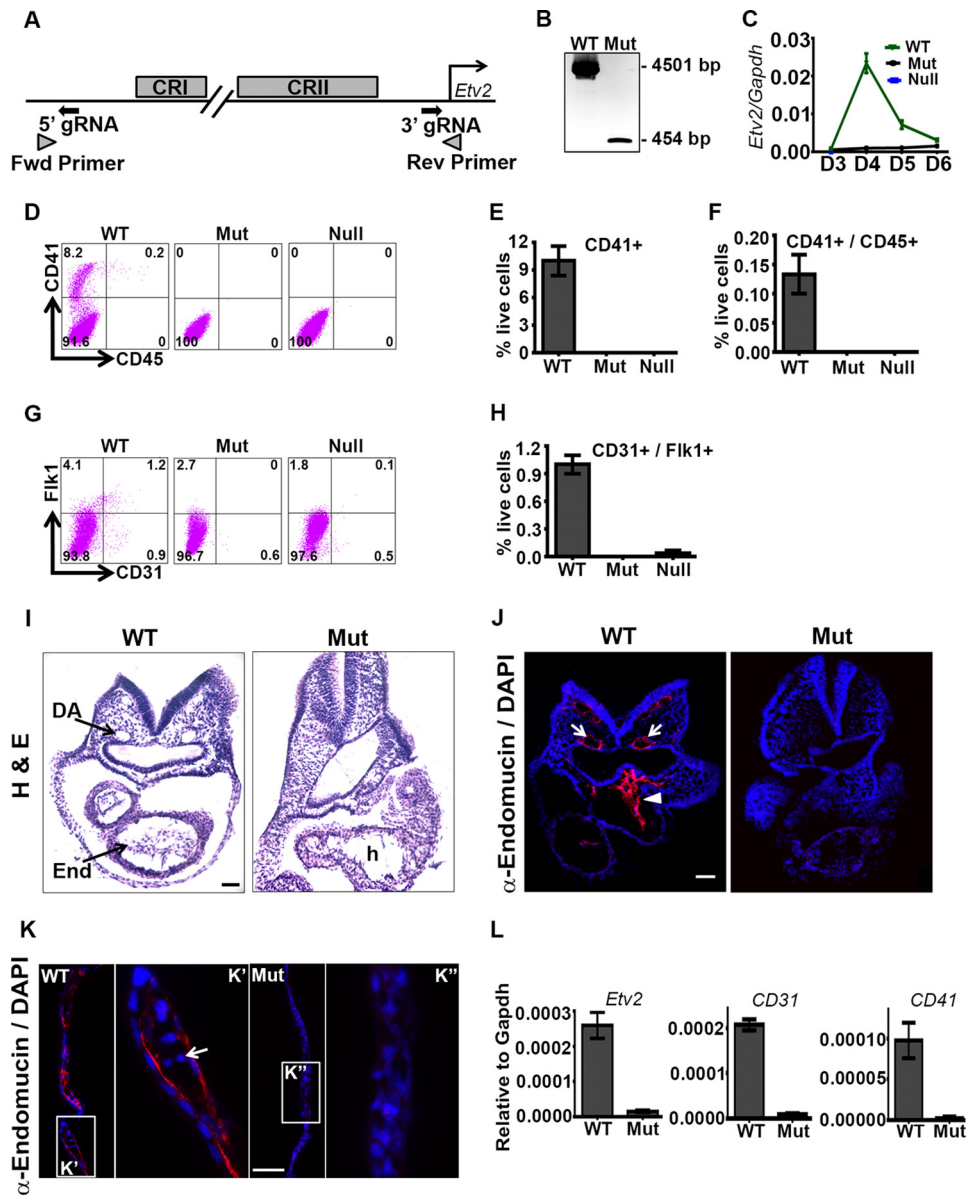 A
CRI
CRII
Etv2
5’ gRNA
3’ gRNA
Fwd Primer
Rev Primer
B
WT Mut
- 4501 bp
- 454 bp
C
Etv2/Gapdh
0.03
0.02
0.01
0.00
D3 D4 D5 D6
WT
Mut
Null
D
WT
Mut
Null
CD41
8.2 0.2
91.6 0
0 0
100 0
0 0
100 0
CD45
E
CD41+
% live cells
12
9
6
3
0
WT Mut Null
F
CD41+ / CD45+
% live cells
0.20
0.15
0.10
0.05
0.00
WT Mut Null
G
WT
Mut
Null
Flk1
4.1 1.2
93.8 0.9
2.7 0
96.7 0.6
1.8 0.1
97.6 0.5
CD31
H
CD31+ / Flk1+
% live cells
1.2
0.9
0.6
0.3
0.0
WT Mut Null
I
WT
Mut
H & E
DA
End
h
J
WT
Mut
α-Endomucin / DAPI
K
α-Endomucin / DAPI
WT
K’
K’
Mut
K”
K”
L
Relative to Gapdh
Etv2
0.0003
0.0002
0.0001
0.0000
WT Mut
CD31
0.0002
0.0001
0.0000
WT Mut
CD41
0.00010
0.00005
0.00000
WT Mut